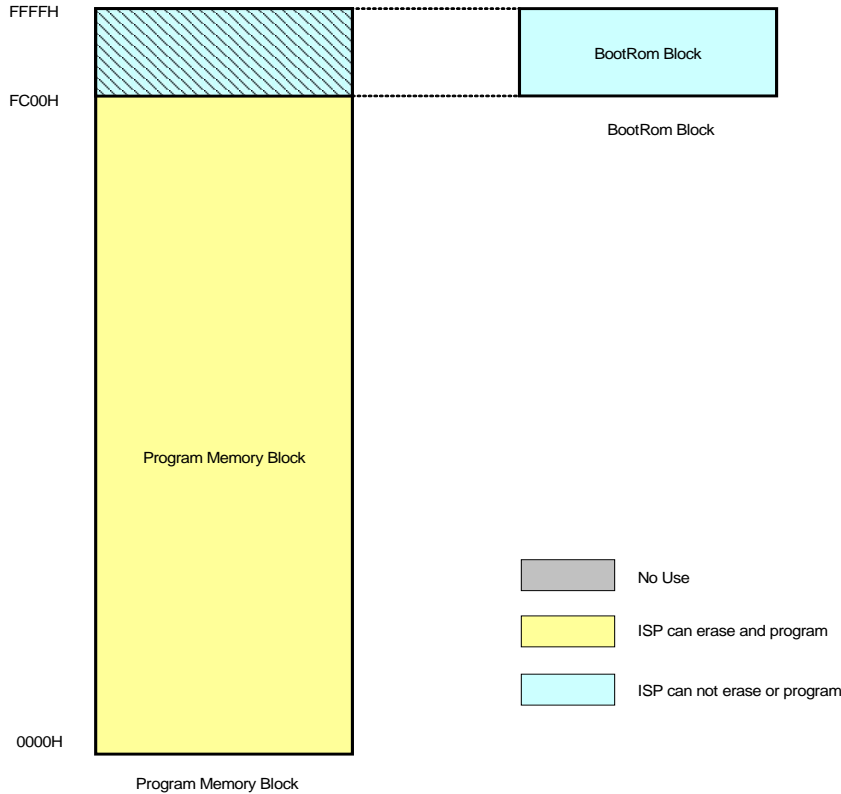 FFFFH
BootRom Block
FC00H
BootRom Block
Program Memory Block
No Use
ISP can erase and program
ISP can not erase or program
0000H
Program Memory Block